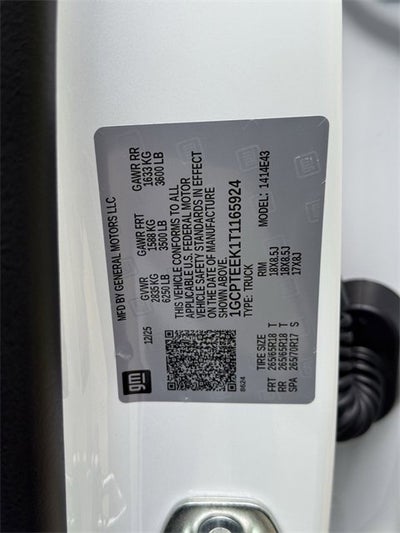 MFD BY GENERAL MOTORS LLC
12/25
GVWR
2835 KG
6250 LB
GAWR FRT
1588 KG
3500 LB
GAWR RR
1633 KG
3600 LB
THIS VEHICLE CONFORMS TO ALL
APPLICABLE U.S. FEDERAL MOTOR
VEHICLE SAFETY STANDARDS IN EFFECT
ON THE DATE OF MANUFACTURE
SHOWN ABOVE.
1GCPTEEK1T1165924
TYPE: TRUCK
MODEL: 1414E43
gm
8624
TIRE SIZE RIM
FRT 265/65R18 T 18X8.5J
RR 265/65R18 T 18X8.5J
SPA 265/70R17 S 17X8J